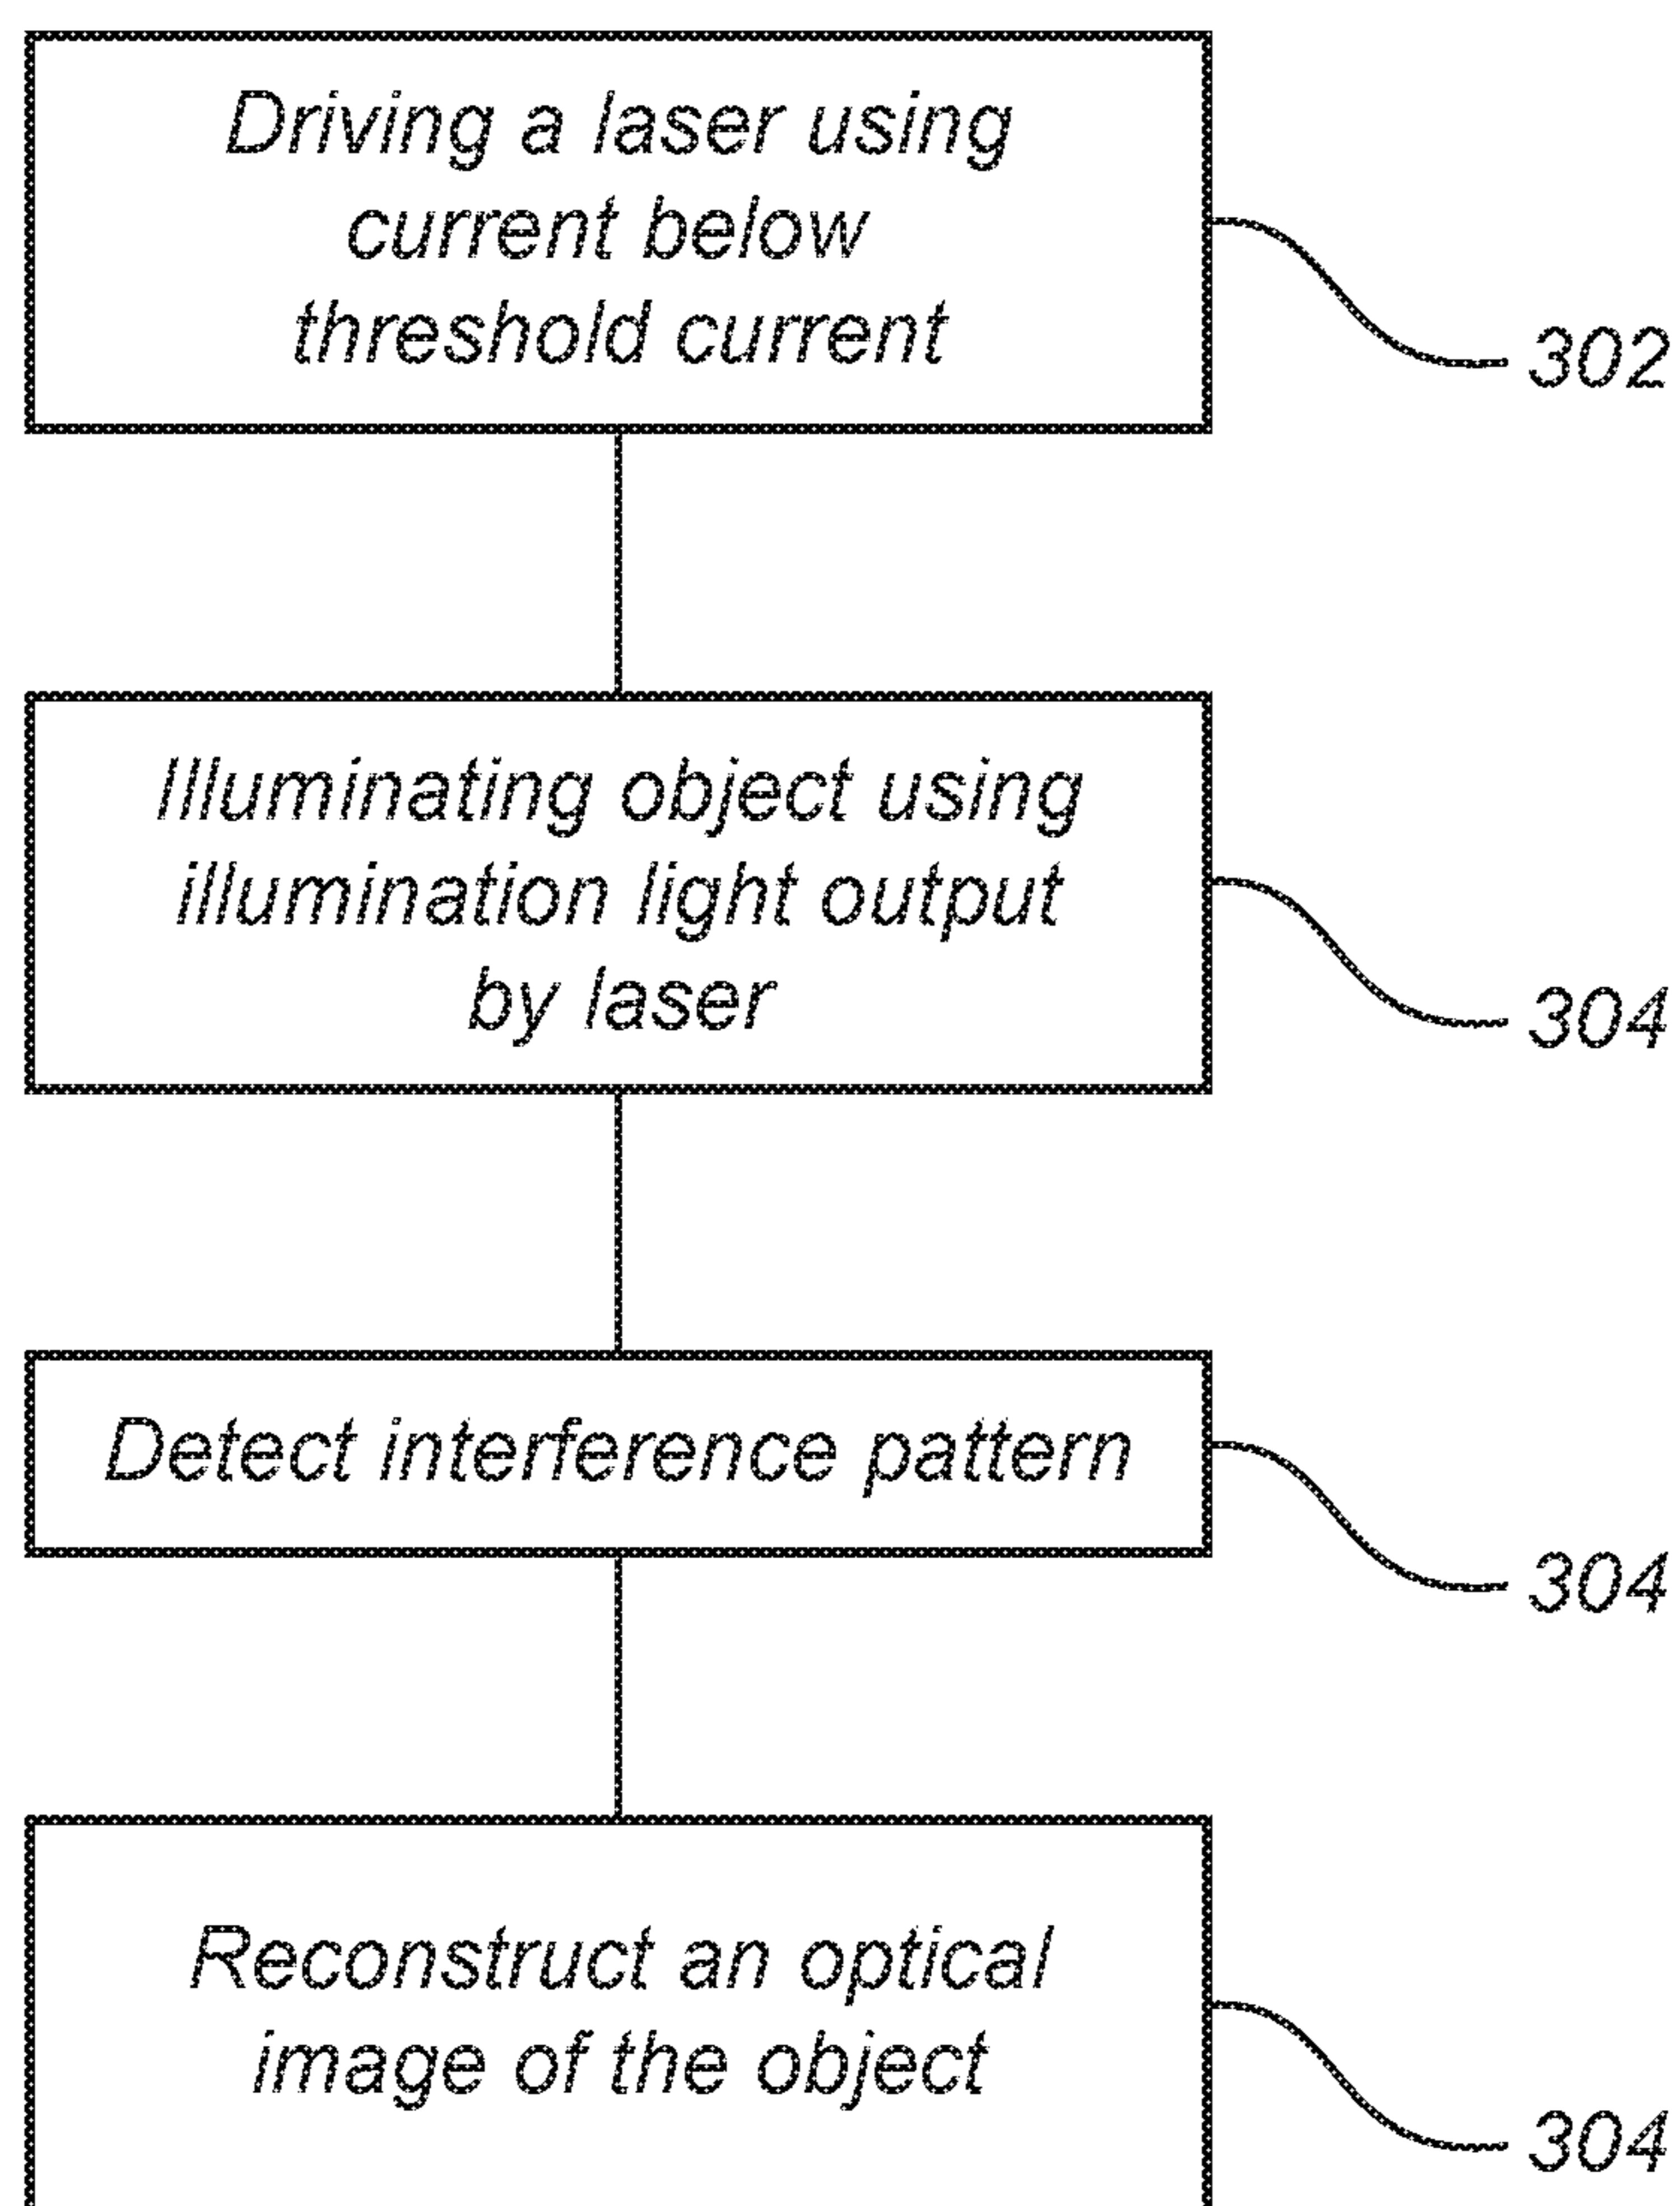 Driving a laser using
current below
threshold current
302
Illuminating object using
illumination light output
by laser
304
Detect interference pattern
304
Reconstruct an optical
image of the object
304